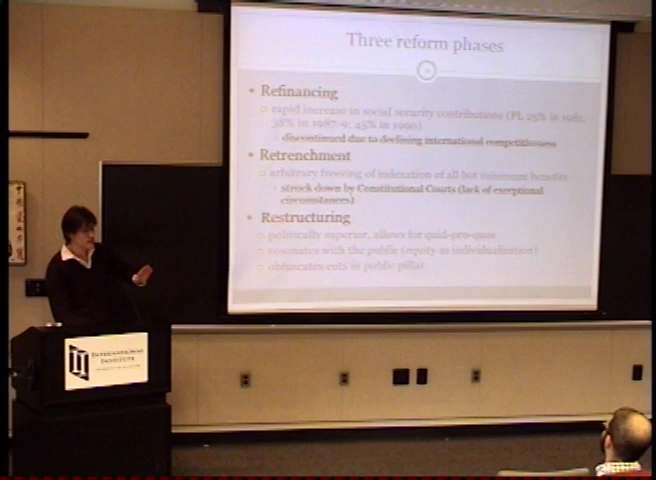 Three reform phases
• Refinancing
rapid increase in social security contributions (PL 25% in 1981,
38% in 1987-9; 45% in 1990)
discontinued due to declining international competitiveness
• Retrenchment
arbitrary freezing of indexation of all but minimum benefits
struck down by Constitutional Courts (lack of exceptional
circumstances)
• Restructuring
politically superior, allows for quid-pro-quos
resonates with the public (equity as individualization)
obfuscates cuts in public pillar
INTERNATIONAL
INSTITUTE